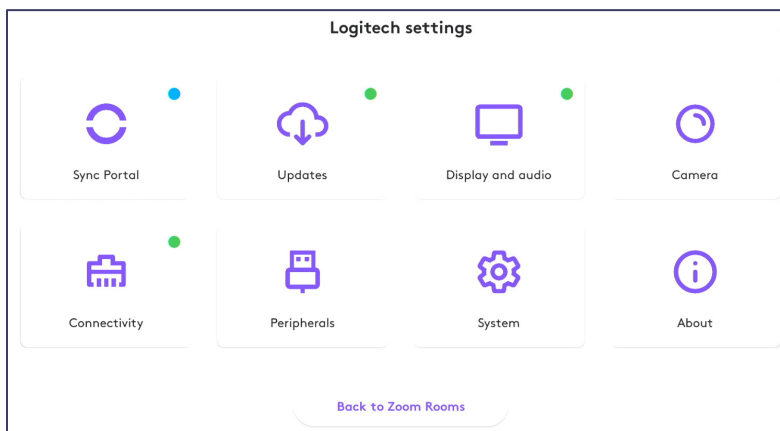 Logitech settings
Sync Portal
Updates
Display and audio
Camera
Connectivity
Peripherals
System
About
Back to Zoom Rooms